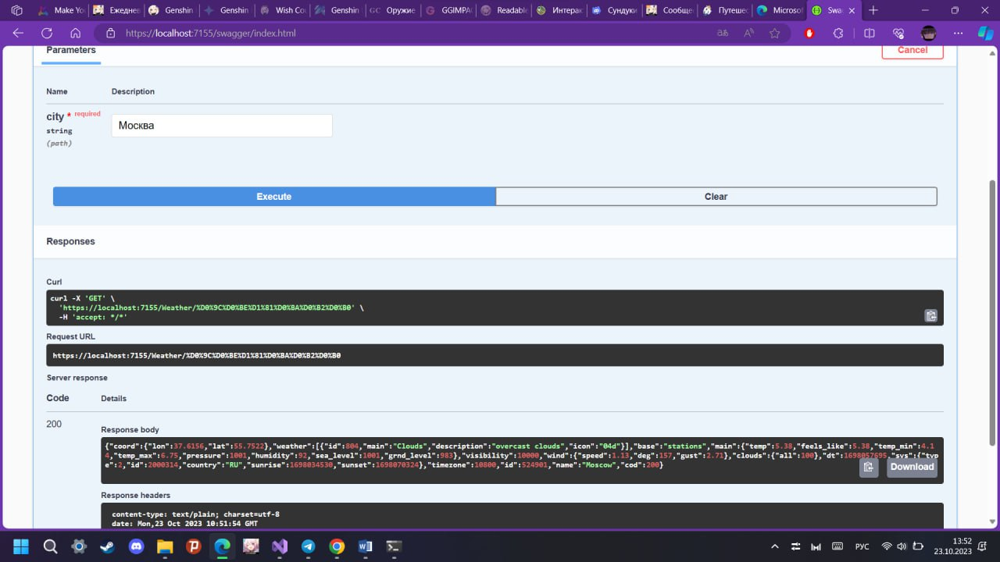 Жизнь
Ежеднев
Genshin
Genshin
Wish Co
Genshin
Оружие
GGIMPAC
Readable
Интерак
Сундуки
Сообще
Путешес
Microsof
Swa
https://localhost:7155/swagger/index.html
Parameters
Cancel
Name Description
city * required
string
(path)
Москва
Execute Clear
Responses
Curl
curl -X 'GET' \
'https://localhost:7155/Weather/%D0%9C%D0%BE%D1%81%D0%BA%D0%B2%D0%B0' \
-H 'accept: */*'
Request URL
https://localhost:7155/Weather/%D0%9C%D0%BE%D1%81%D0%BA%D0%B2%D0%B0
Server response
Code Details
200
Response body
{"coord":{"lon":37.6156,"lat":55.7522},"weather":[{"id":804,"main":"Clouds","description":"overcast clouds","icon":"04d"}],"base":"stations","main":{"temp":5.38,"feels_like":5.38,"temp_min":4.1
4,"temp_max":6.75,"pressure":1001,"humidity":92,"sea_level":1001,"grnd_level":983},"visibility":10000,"wind":{"speed":1.13,"deg":157,"gust":2.71},"clouds":{"all":100},"dt":1698057695,"sys":{"typ
e":2,"id":2000314,"country":"RU","sunrise":1698034530,"sunset":1698070324},"timezone":10800,"id":524901,"name":"Moscow","cod":200}
Download
Response headers
content-type: text/plain; charset=utf-8
date: Mon,23 Oct 2023 10:51:54 GMT
РУС
13:52
23.10.2023